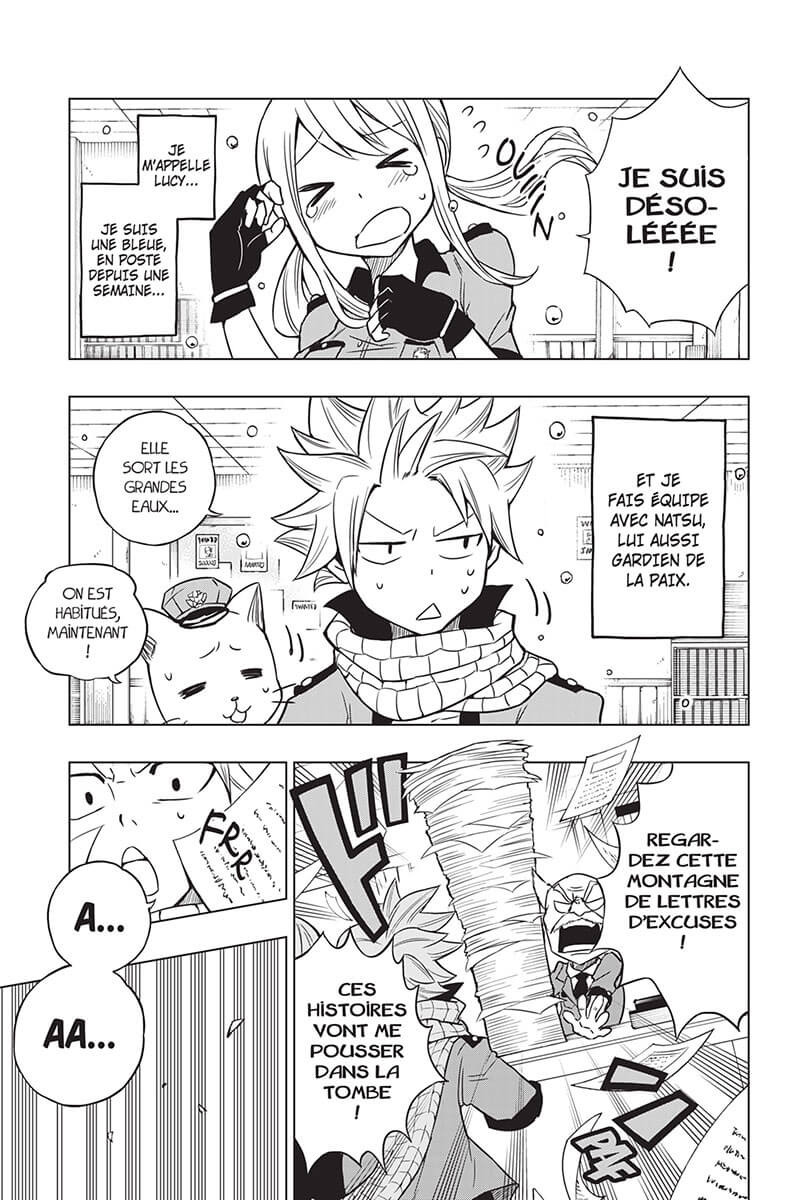 JE SUIS
DÉSO-
LÉÉÉE
!
OUIIIN
JE
M'APPELLE
LUCY...
JE SUIS
UNE BLEUE,
EN POSTE
DEPUIS UNE
SEMAINE...
ET JE
FAIS ÉQUIPE
AVEC NATSU,
LUI AUSSI
GARDIEN DE
LA PAIX.
ELLE
SORT LES
GRANDES
EAUX...
ON EST
HABITUÉS,
MAINTENANT
!
WANTED
REGAR-
DEZ CETTE
MONTAGNE
DE LETTRES
D'EXCUSES
!
ド
!!
CES
HISTOIRES
VONT ME
POUSSER
DANS LA
TOMBE
!
PAF
FRR
A...
AA...